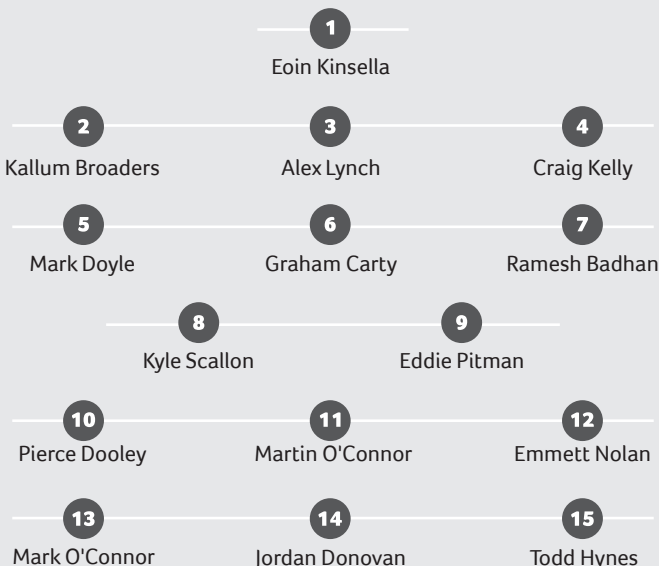 1
Eoin Kinsella
2 3 4
Kallum Broaders Alex Lynch Craig Kelly
5 6 7
Mark Doyle Graham Carty Ramesh Badhan
8 9
Kyle Scallon Eddie Pitman
10 11 12
Pierce Dooley Martin O'Connor Emmett Nolan
13 14 15
Mark O'Connor Jordan Donovan Todd Hynes